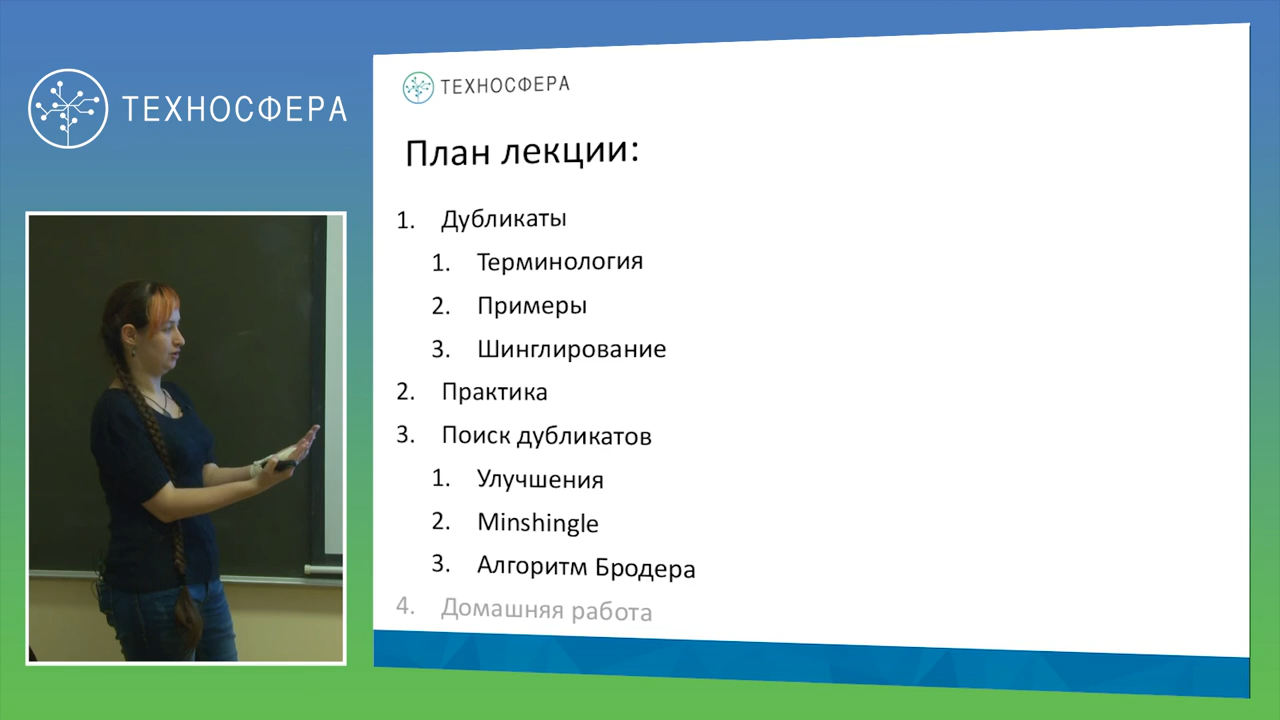 ТЕХНОСФЕРА
ТЕХНОСФЕРА
План лекции:
1. Дубликаты
1. Терминология
2. Примеры
3. Шинглирование
2. Практика
3. Поиск дубликатов
1. Улучшения
2. Minshingle
3. Алгоритм Бродера
4. Домашняя работа